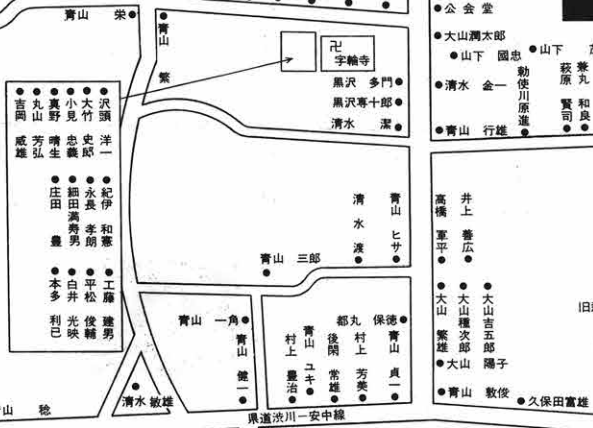 青山　栄
青山　繁
卍
字輪寺
黒沢　多門
黒沢専十郎
清水　潔
公会堂
大山潤太郎
山下　國忠
山下
清水　金一
勅使川原進
萩原　賢司
兼丸　和良
青山　行雄
沢頭　洋一
大竹　史郎
小見　忠義
真野　晴生
丸山　芳弘
吉岡　威雄
紀伊　和憲
永長　孝朗
細田満寿男
庄田　豊
工藤　建男
平松　俊輔
白井　光映
本多　利巳
青山　ヒサ
清水　渡
青山　三郎
井上　善広
高橋　軍平
大山吉五郎
大山種次郎
大山　繁雄
大山　陽子
青山　敦俊
久保田富雄
旧
青山　一角
青山　健一
都丸　保徳
青山　貞一
村上　芳美
後閑　常雄
青山　ユキ
村上　豊治
清水　敏雄
山　稔
県道渋川－安中線